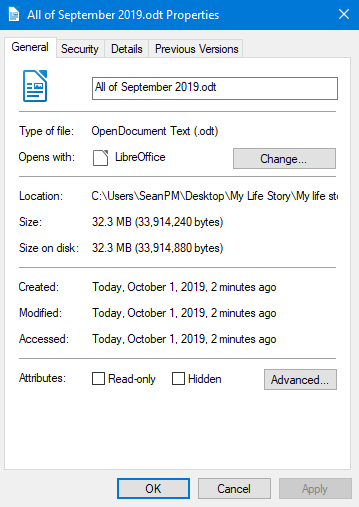 All of September 2019.odt Properties
General Security Details Previous Versions
All of September 2019.odt
Type of file: OpenDocument Text (.odt)
Opens with: LibreOffice Change...
Location: C:\Users\SeanPM\Desktop\My Life Story\My life sto
Size: 32.3 MB (33,914,240 bytes)
Size on disk: 32.3 MB (33,914,880 bytes)
Created: Today, October 1, 2019, 2 minutes ago
Modified: Today, October 1, 2019, 2 minutes ago
Accessed: Today, October 1, 2019, 2 minutes ago
Attributes: Read-only Hidden Advanced...
OK Cancel Apply